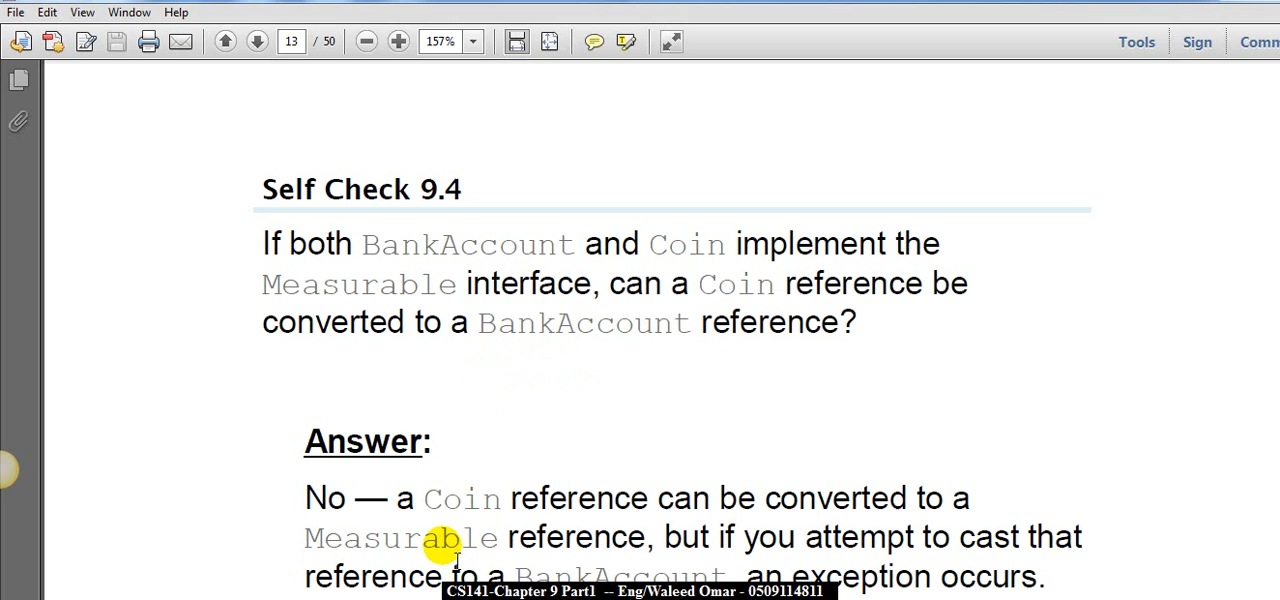 File Edit View Window Help
13 / 50 157% Tools Sign Comm
Self Check 9.4
If both BankAccount and Coin implement the
Measurable interface, can a Coin reference be
converted to a BankAccount reference?
Answer:
No — a Coin reference can be converted to a
Measurable reference, but if you attempt to cast that
reference to a BankAccount, an exception occurs.
CS141-Chapter 9 Part1 -- Eng/Waleed Omar - 0509114811